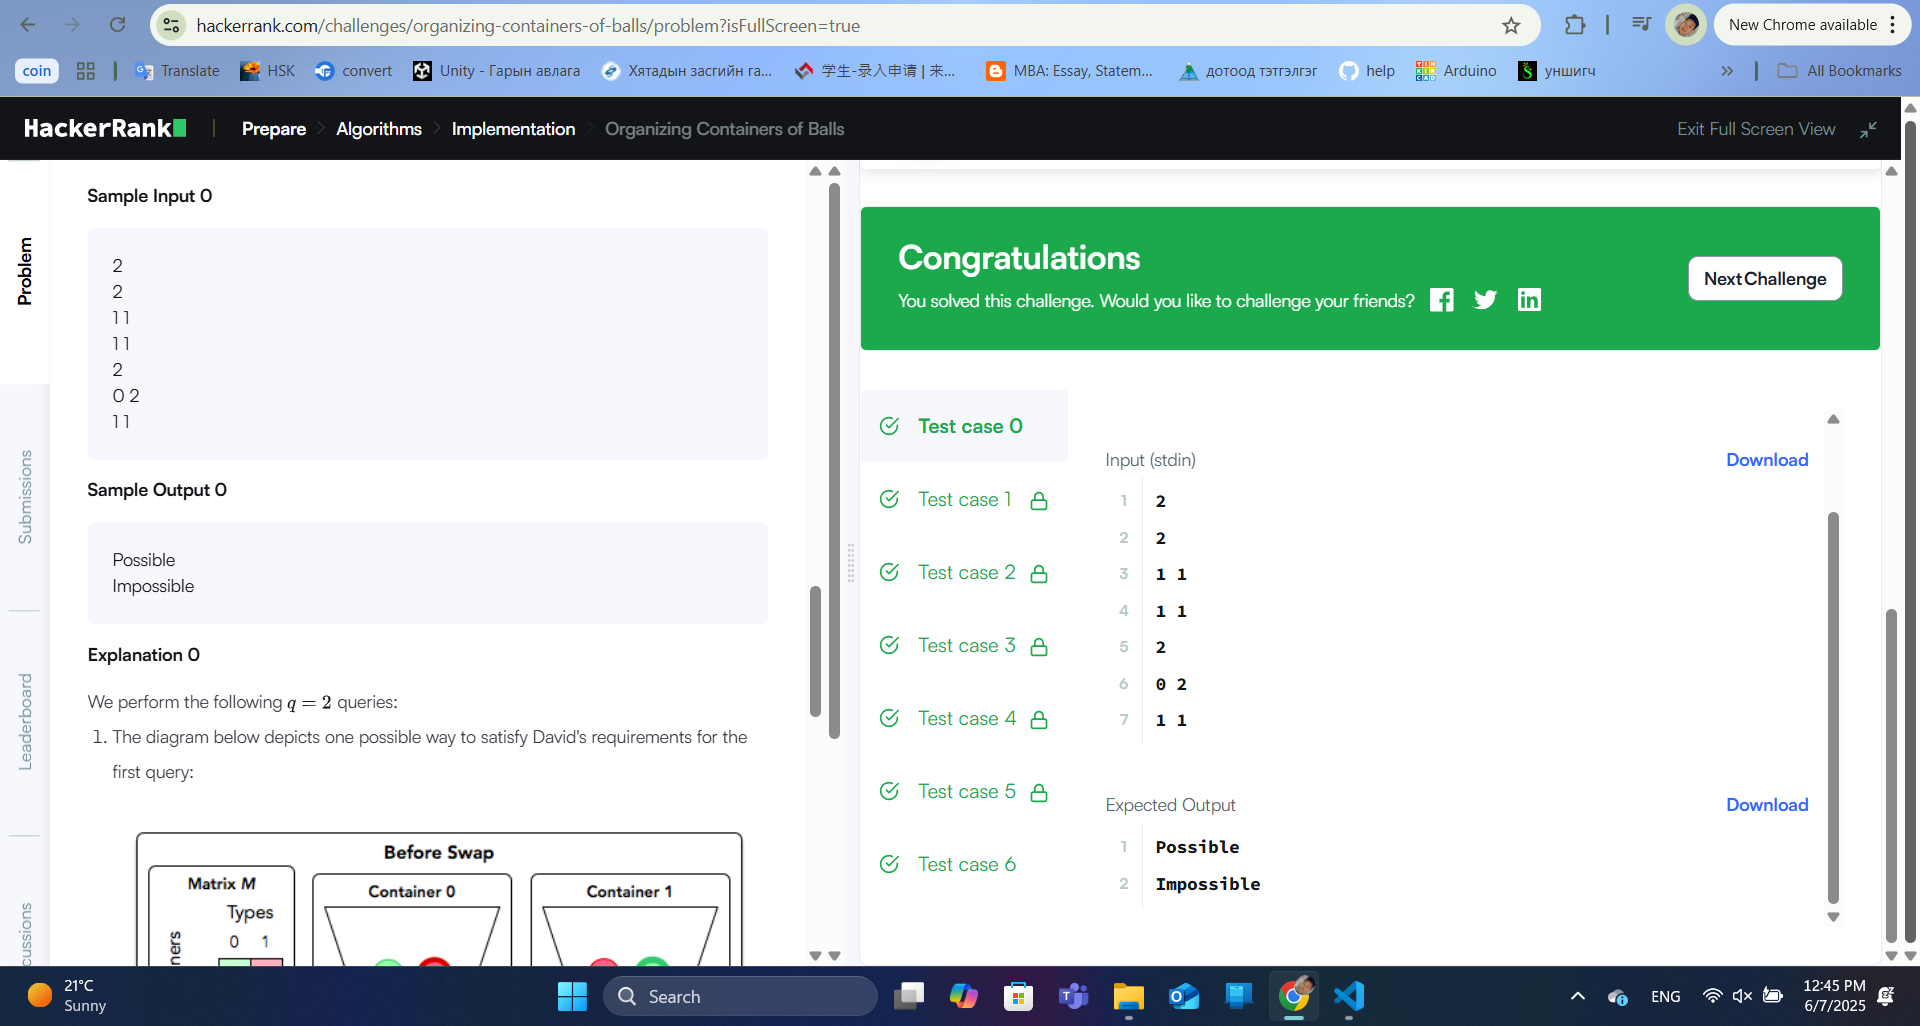 hackerrank.com/challenges/organizing-containers-of-balls/problem?isFullScreen=true
New Chrome available
coin
Translate
HSK
convert
Unity - Гарын авлага
Хятадын засгийн га...
学生-录入申请 | 来...
MBA: Essay, Statem...
дотоод тэтгэлгэг
help
Arduino
уншигч
All Bookmarks
HackerRank
Prepare
Algorithms
Implementation
Organizing Containers of Balls
Exit Full Screen View
Problem
Submissions
Leaderboard
cussions
Sample Input 0
2
2
1 1
1 1
2
0 2
1 1
Sample Output 0
Possible
Impossible
Explanation 0
We perform the following q = 2 queries:
1. The diagram below depicts one possible way to satisfy David's requirements for the
first query:
Before Swap
Matrix M
Types
0 1
ners
Container 0
Container 1
Congratulations
You solved this challenge. Would you like to challenge your friends?
Next Challenge
Test case 0
Test case 1
Test case 2
Test case 3
Test case 4
Test case 5
Test case 6
Input (stdin)
Download
1 2
2 2
3 1 1
4 1 1
5 2
6 0 2
7 1 1
Expected Output
Download
1 Possible
2 Impossible
21°C
Sunny
Search
ENG
12:45 PM
6/7/2025